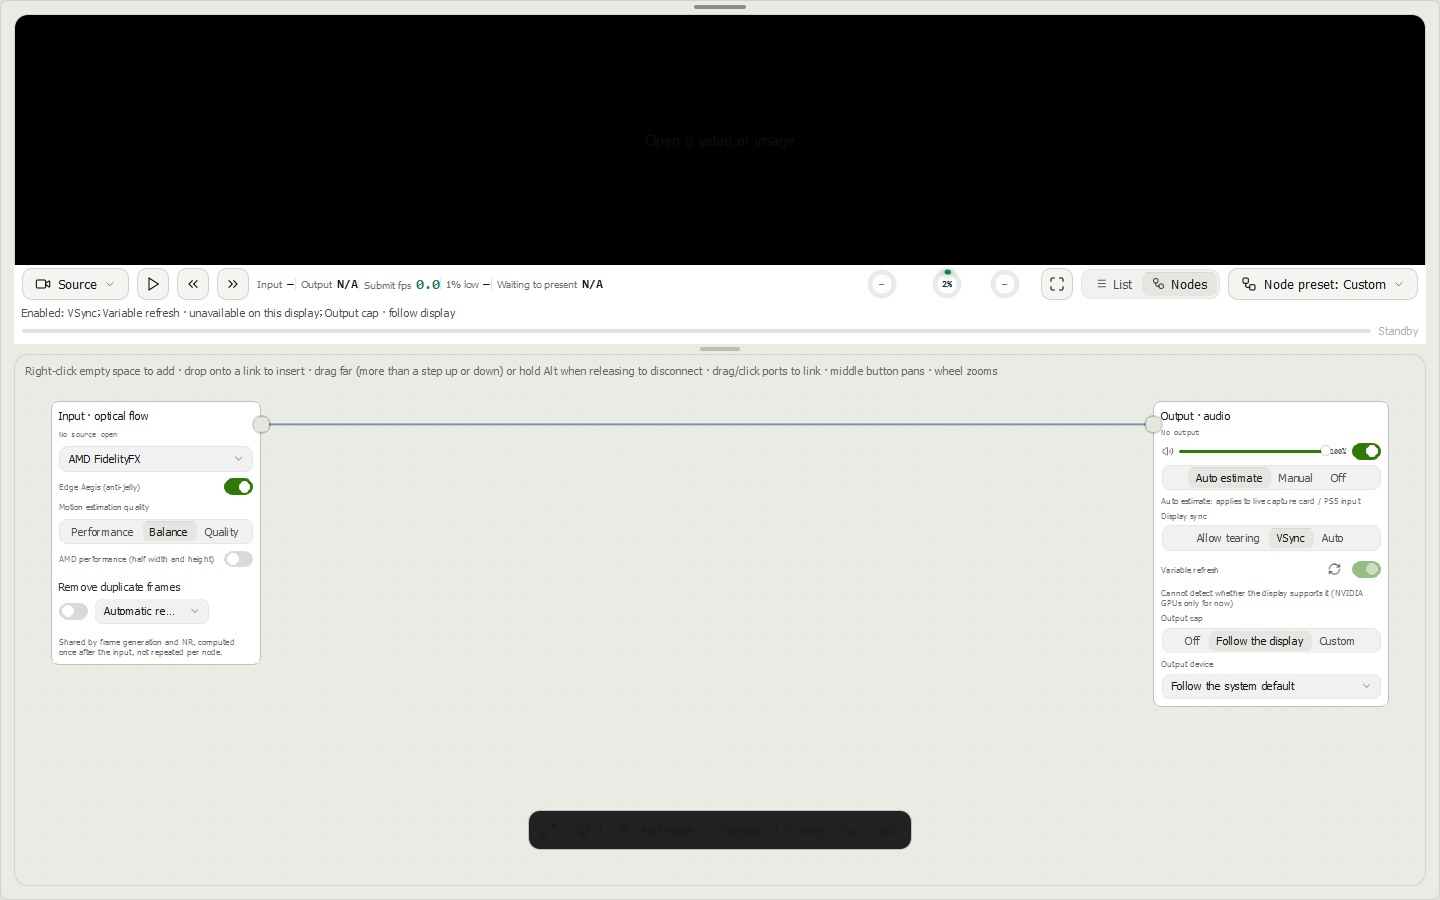 Open a video or image
Source
Input – Output N/A Submit fps 0.0 1% low – Waiting to present N/A
–
2%
–
List
Nodes
Node preset: Custom
Enabled: VSync; Variable refresh · unavailable on this display; Output cap · follow display
Standby
Right-click empty space to add · drop onto a link to insert · drag far (more than a step up or down) or hold Alt when releasing to disconnect · drag/click ports to link · middle button pans · wheel zooms
Input · optical flow
No source open
AMD FidelityFX
Edge Aegis (anti-jelly)
Motion estimation quality
Performance Balance Quality
AMD performance (half width and height)
Remove duplicate frames
Automatic re...
Shared by frame generation and NR, computed
once after the input, not repeated per node.
Output · audio
No output
100%
Auto estimate Manual Off
Auto estimate: applies to live capture card / PS5 input
Display sync
Allow tearing VSync Auto
Variable refresh
Cannot detect whether the display supports it (NVIDIA
GPUs only for now)
Output cap
Off Follow the display Custom
Output device
Follow the system default
Add node
Presets